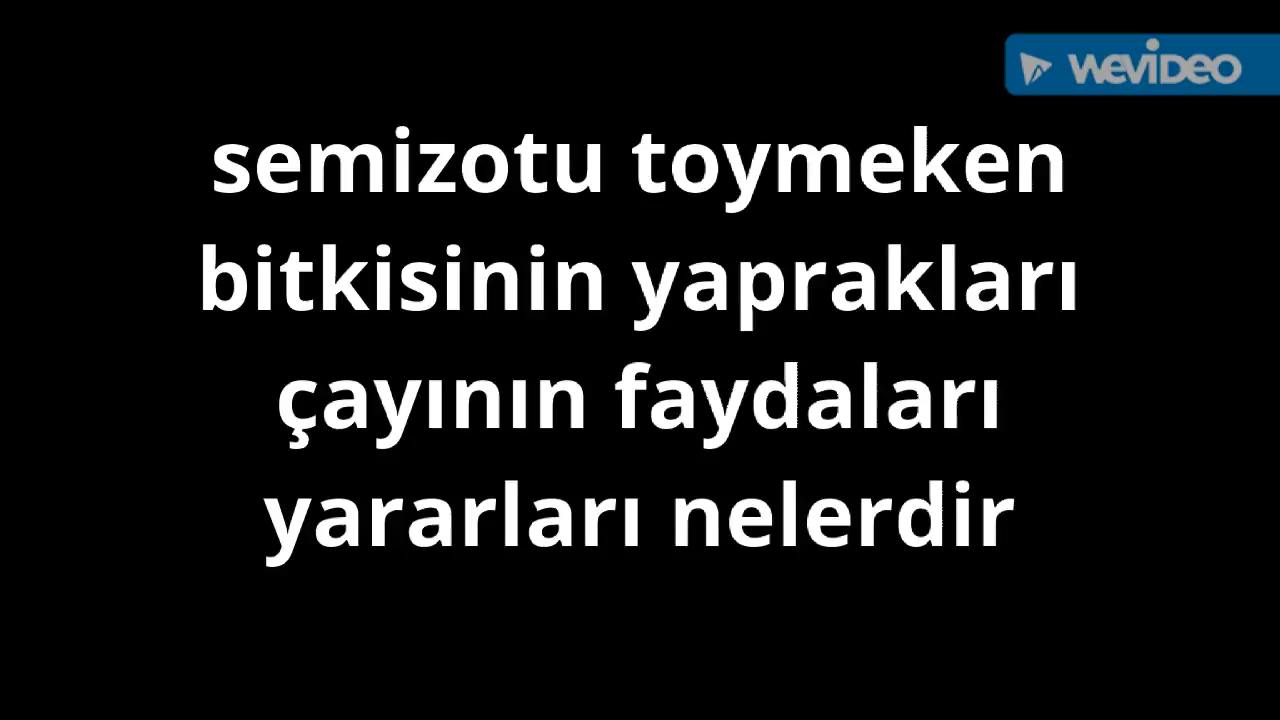 WEVIDEO
semizotu toymeken
bitkisinin yaprakları
çayının faydaları
yararları nelerdir